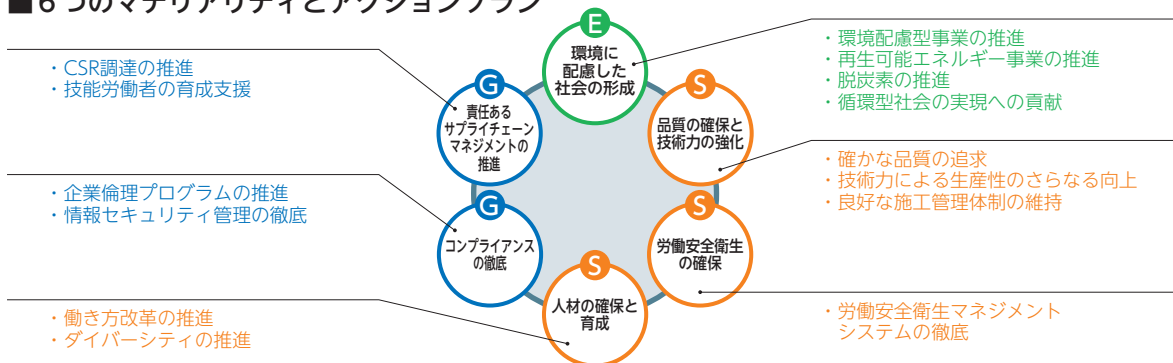 ■6つのマテリアリティとアクションプラン
E
環境に
配慮した
社会の形成
・環境配慮型事業の推進
・再生可能エネルギー事業の推進
・脱炭素の推進
・循環型社会の実現への貢献
S
品質の確保と
技術力の強化
・確かな品質の追求
・技術力による生産性のさらなる向上
・良好な施工管理体制の維持
S
労働安全衛生
の確保
・労働安全衛生マネジメント
システムの徹底
S
人材の確保と
育成
・働き方改革の推進
・ダイバーシティの推進
G
コンプライアンス
の徹底
・企業倫理プログラムの推進
・情報セキュリティ管理の徹底
G
責任ある
サプライチェーン
マネジメントの
推進
・CSR調達の推進
・技能労働者の育成支援